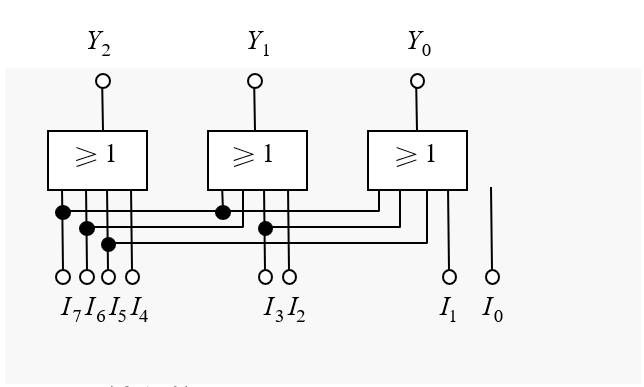 Y₂ Y₁ Y₀
≥1 ≥1 ≥1
I₇ I₆ I₅ I₄ I₃ I₂ I₁ I₀